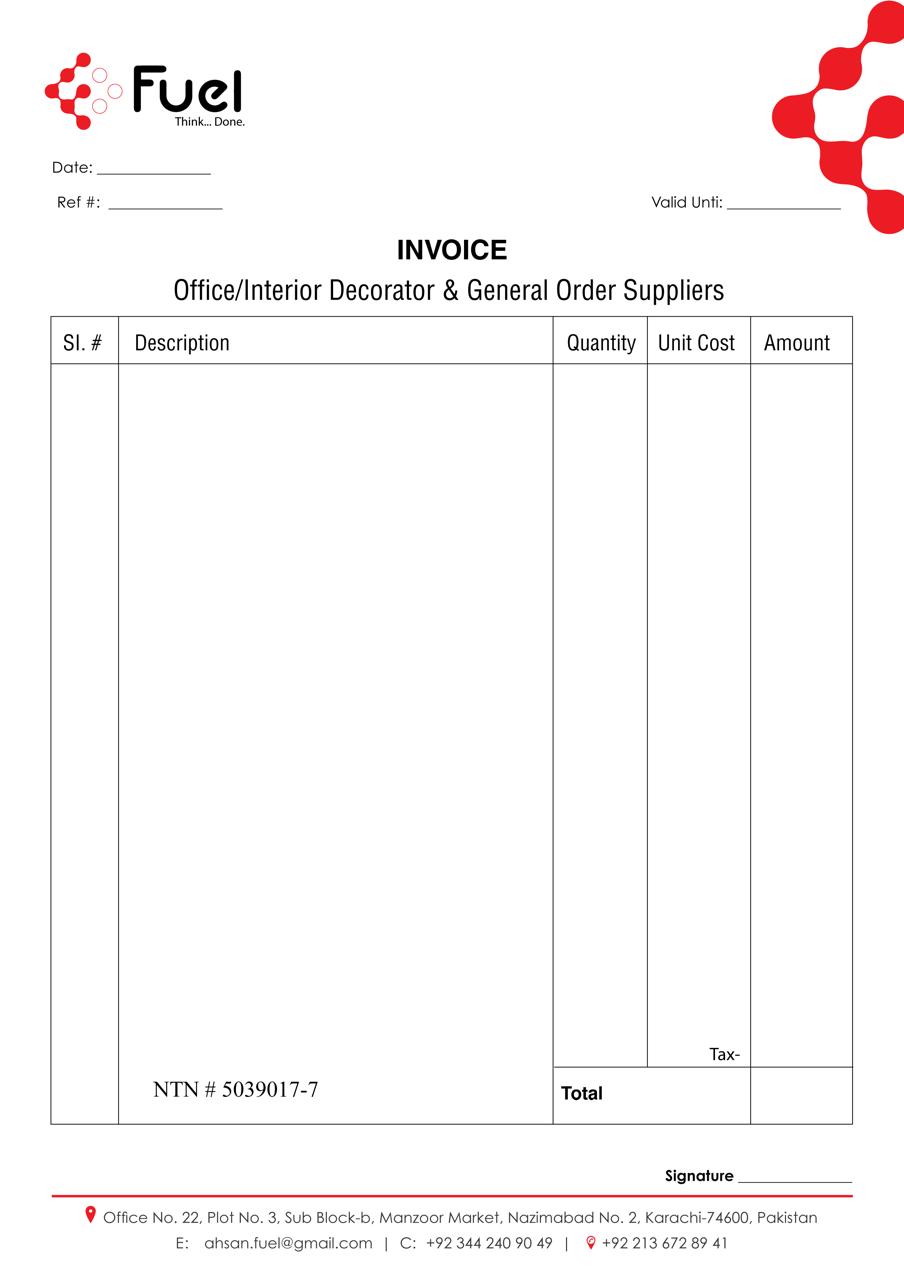 Fuel
Think... Done.
Date: ______________
Ref #: ______________ Valid Unti: ______________
INVOICE
Office/Interior Decorator & General Order Suppliers
Sl. # Description Quantity Unit Cost Amount
Tax-
NTN # 5039017-7 Total
Signature ______________
Office No. 22, Plot No. 3, Sub Block-b, Manzoor Market, Nazimabad No. 2, Karachi-74600, Pakistan
E: ahsan.fuel@gmail.com | C: +92 344 240 90 49 | +92 213 672 89 41